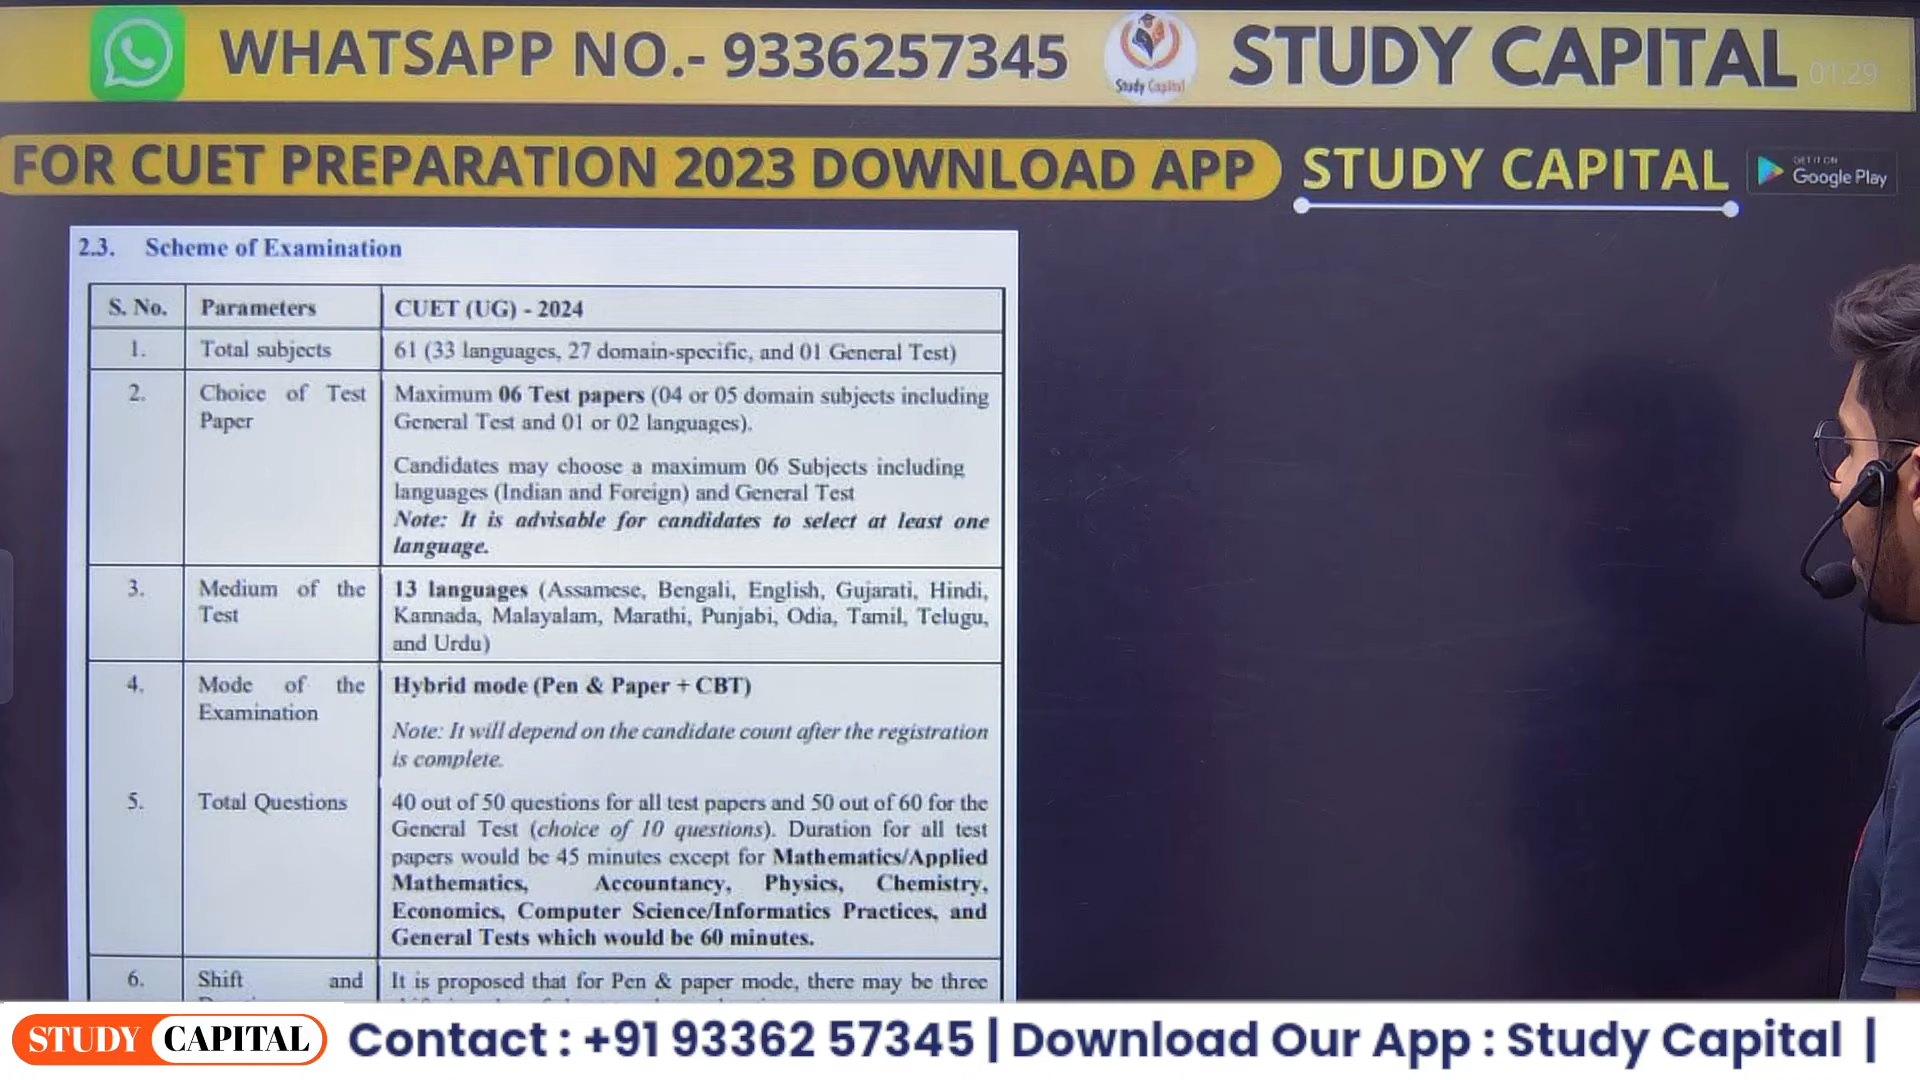 WHATSAPP NO.- 9336257345
Study Capital
STUDY CAPITAL
01:29
FOR CUET PREPARATION 2023 DOWNLOAD APP
STUDY CAPITAL
GET IT ON
Google Play
2.3. Scheme of Examination
S. No. Parameters CUET (UG) - 2024
1. Total subjects 61 (33 languages, 27 domain-specific, and 01 General Test)
2. Choice of Test Maximum 06 Test papers (04 or 05 domain subjects including
Paper General Test and 01 or 02 languages).
Candidates may choose a maximum 06 Subjects including
languages (Indian and Foreign) and General Test
Note: It is advisable for candidates to select at least one
language.
3. Medium of the 13 languages (Assamese, Bengali, English, Gujarati, Hindi,
Test Kannada, Malayalam, Marathi, Punjabi, Odia, Tamil, Telugu,
and Urdu)
4. Mode of the Hybrid mode (Pen & Paper + CBT)
Examination
Note: It will depend on the candidate count after the registration
is complete.
5. Total Questions 40 out of 50 questions for all test papers and 50 out of 60 for the
General Test (choice of 10 questions). Duration for all test
papers would be 45 minutes except for Mathematics/Applied
Mathematics, Accountancy, Physics, Chemistry,
Economics, Computer Science/Informatics Practices, and
General Tests which would be 60 minutes.
6. Shift and It is proposed that for Pen & paper mode, there may be three
STUDY CAPITAL
Contact : +91 93362 57345 | Download Our App : Study Capital |